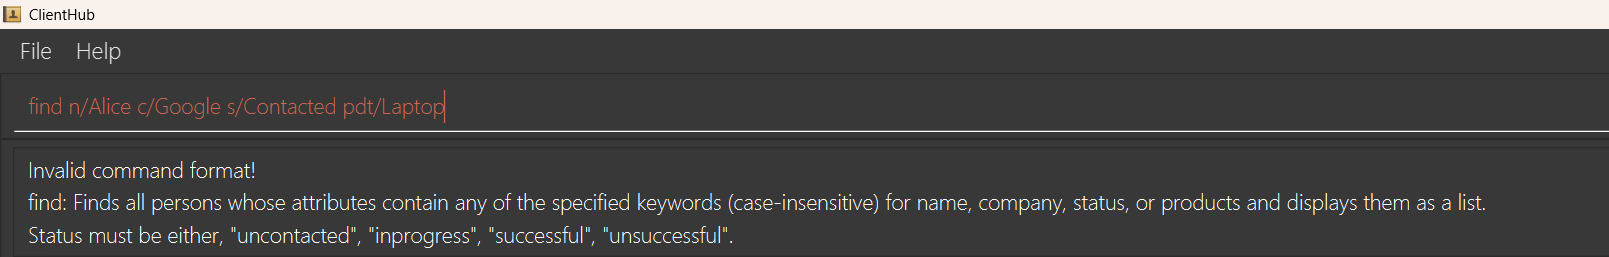 ClientHub
File Help
find n/Alice c/Google s/Contacted pdt/Laptop
Invalid command format!
find: Finds all persons whose attributes contain any of the specified keywords (case-insensitive) for name, company, status, or products and displays them as a list.
Status must be either, "uncontacted", "inprogress", "successful", "unsuccessful".